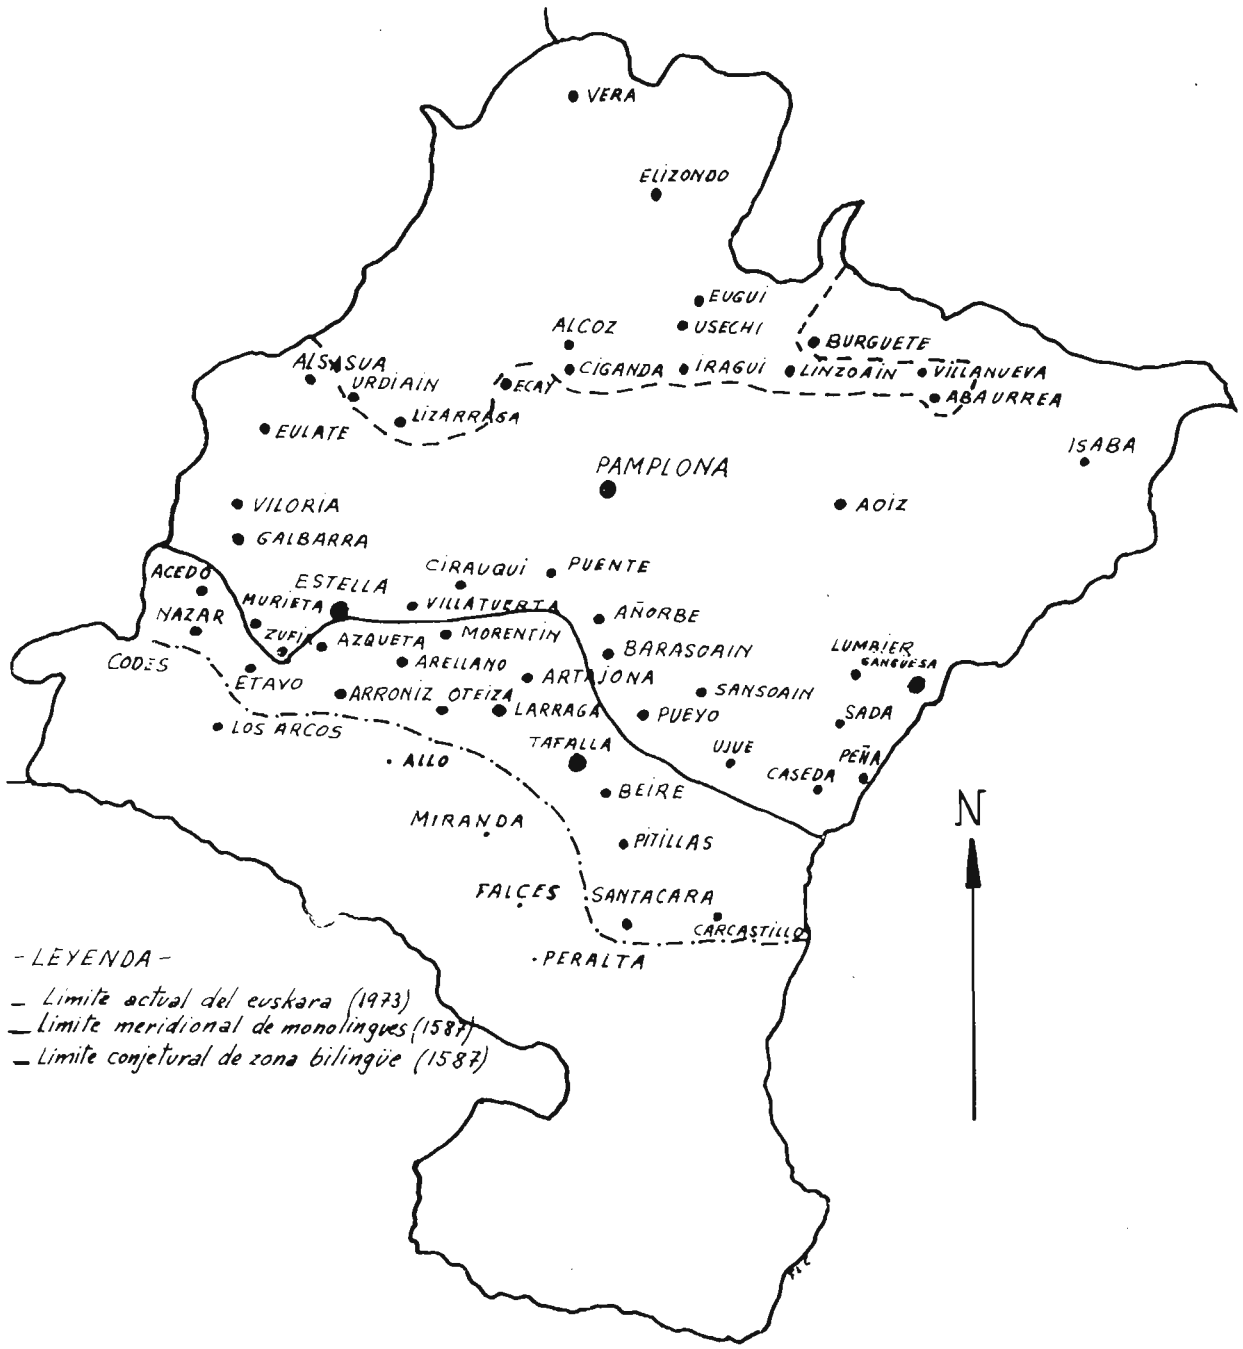 VERA
ELIZONDO
EUGUI
ALCOZ
USECHI
BURGUETE
ALSASUA
CIGANDA
IRAGUI
LINZOAIN
VILLANUEVA
URDIAIN
ECAY
ABAURREA
LIZARRAGA
EULATE
ISABA
PAMPLONA
VILORIA
AOIZ
GALBARRA
ACEDO
CIRAUQUI
PUENTE
ESTELLA
MURIETA
VILLATUERTA
NAZAR
AÑORBE
ZUFIA
AZQUETA
MORENTIN
LUMBIER
CODES
ARELLANO
BARASOAIN
SANGUESA
ETAYO
ARTAJONA
ARRONIZ
OTEIZA
SANSOAIN
LARRAGA
PUEYO
SADA
LOS ARCOS
TAFALLA
UJUE
PEÑA
ALLO
CASEDA
BEIRE
MIRANDA
PITILLAS
N
FALCES
SANTACARA
CARCASTILLO
PERALTA
- LEYENDA -
— Límite actual del euskara (1973)
— Límite meridional de monolingues (1587)
— Límite conjetural de zona bilingüe (1587)